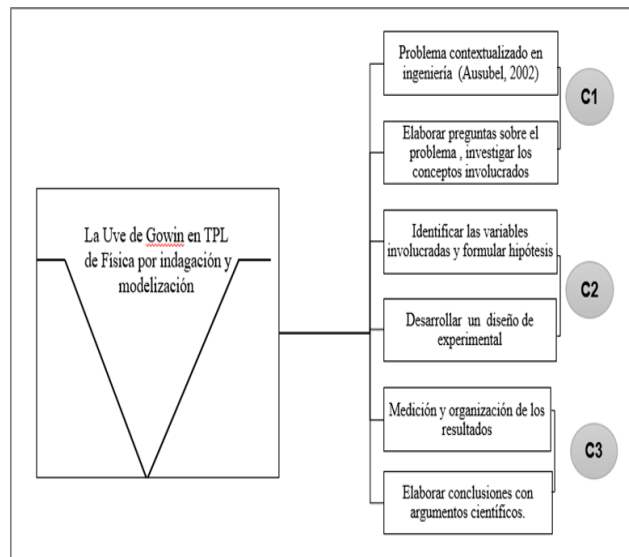 La Uve de Gowin en TPL
de Física por indagación y
modelización
Problema contextualizado en
ingeniería (Ausubel, 2002)
Elaborar preguntas sobre el
problema , investigar los
conceptos involucrados
C1
Identificar las variables
involucradas y formular hipótesis
Desarrollar un diseño de
experimental
C2
Medición y organización de los
resultados
Elaborar conclusiones con
argumentos científicos.
C3